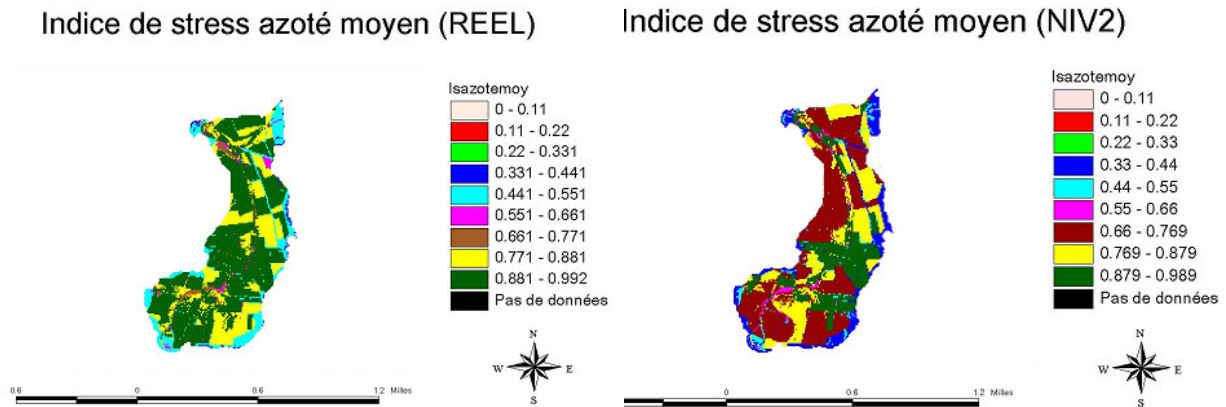 Indice de stress azoté moyen (REEL)
Isazotemoy
0 - 0.11
0.11 - 0.22
0.22 - 0.331
0.331 - 0.441
0.441 - 0.551
0.551 - 0.661
0.661 - 0.771
0.771 - 0.881
0.881 - 0.992
Pas de données
N
W E
S
0.6 0 0.6 1.2 Milles
Indice de stress azoté moyen (NIV2)
Isazotemoy
0 - 0.11
0.11 - 0.22
0.22 - 0.33
0.33 - 0.44
0.44 - 0.55
0.55 - 0.66
0.66 - 0.769
0.769 - 0.879
0.879 - 0.989
Pas de données
N
W E
S
0 0.6 1.2 Milles